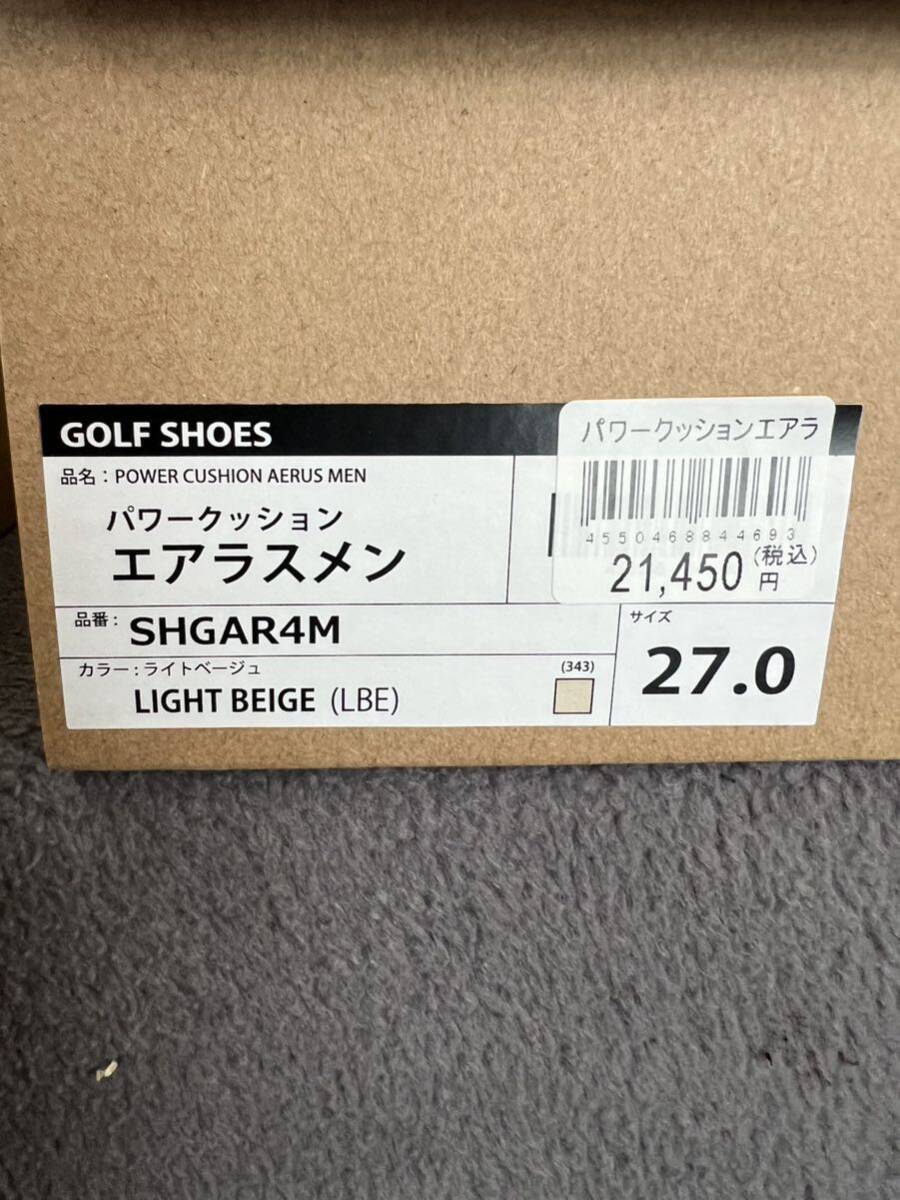 GOLF SHOES
品名：POWER CUSHION AERUS MEN
パワークッション
エアラスメン
品番：SHGAR4M
カラー：ライトベージュ
(343)
LIGHT BEIGE (LBE)
サイズ
27.0
パワークッションエアラ
4550468844693
21,450円(税込)